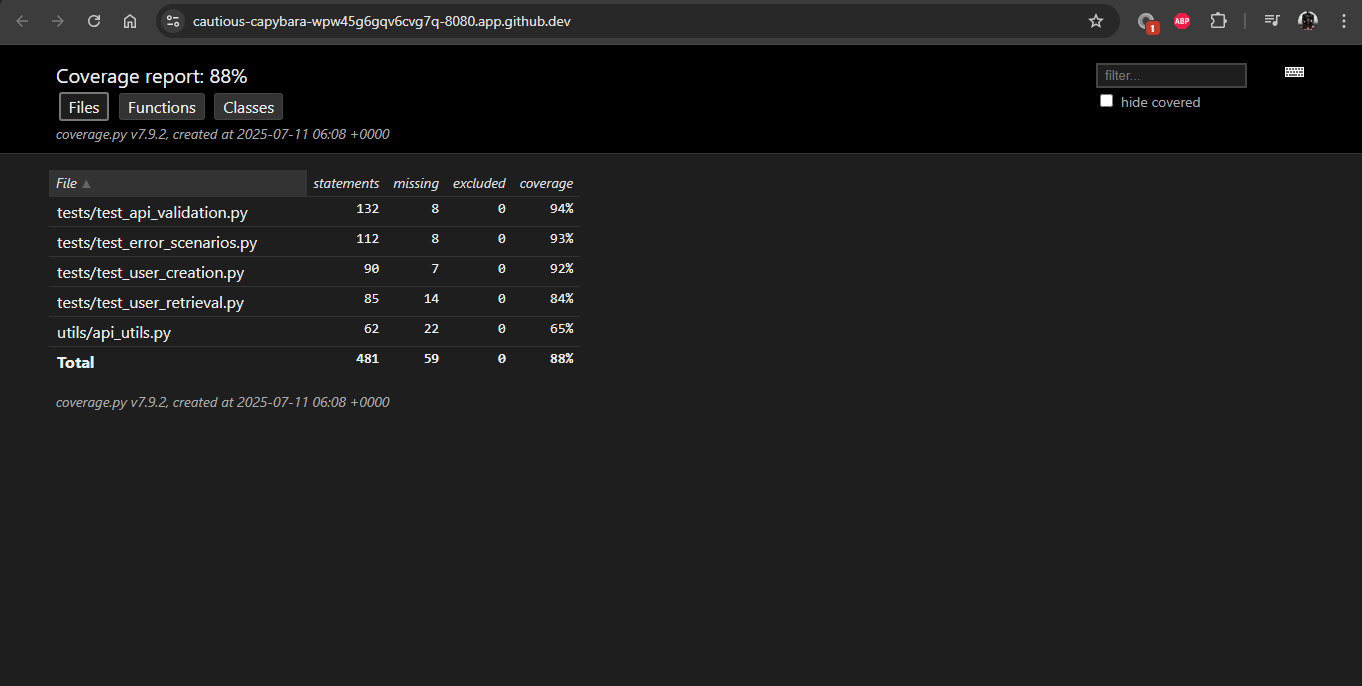 cautious-capybara-wpw45g6gqv6cvg7q-8080.app.github.dev
1
ABP
Coverage report: 88%
filter...
hide covered
Files Functions Classes
coverage.py v7.9.2, created at 2025-07-11 06:08 +0000
File ▲ statements missing excluded coverage
tests/test_api_validation.py 132 8 0 94%
tests/test_error_scenarios.py 112 8 0 93%
tests/test_user_creation.py 90 7 0 92%
tests/test_user_retrieval.py 85 14 0 84%
utils/api_utils.py 62 22 0 65%
Total 481 59 0 88%
coverage.py v7.9.2, created at 2025-07-11 06:08 +0000